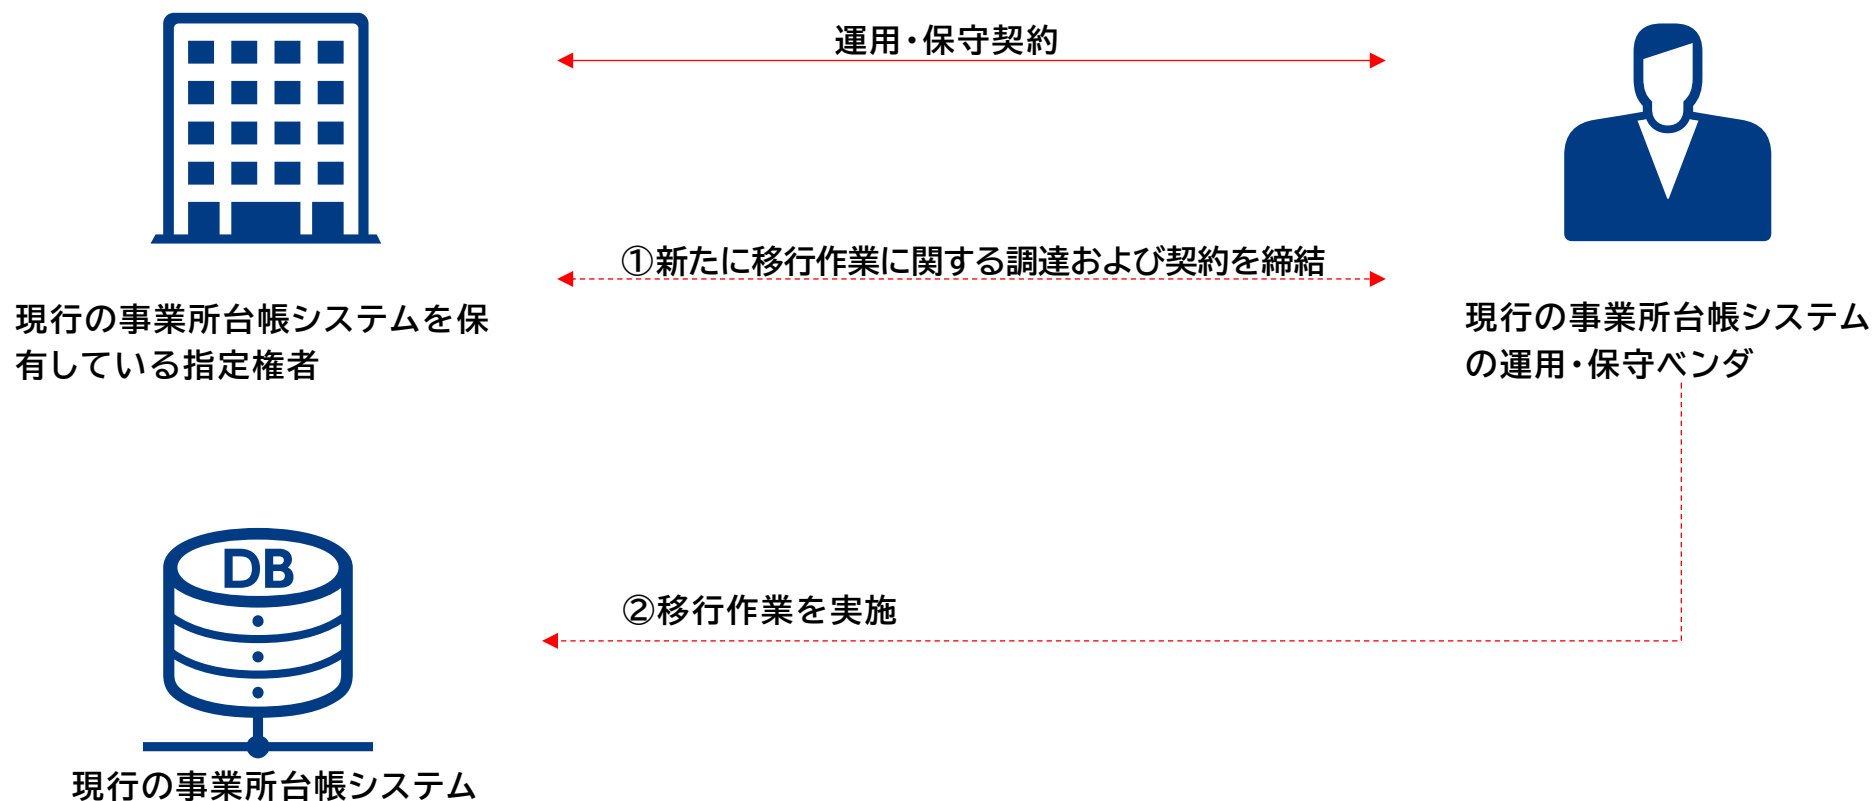 運用・保守契約
①新たに移行作業に関する調達および契約を締結
現行の事業所台帳システムを保
有している指定権者
現行の事業所台帳システム
の運用・保守ベンダ
DB
②移行作業を実施
現行の事業所台帳システム